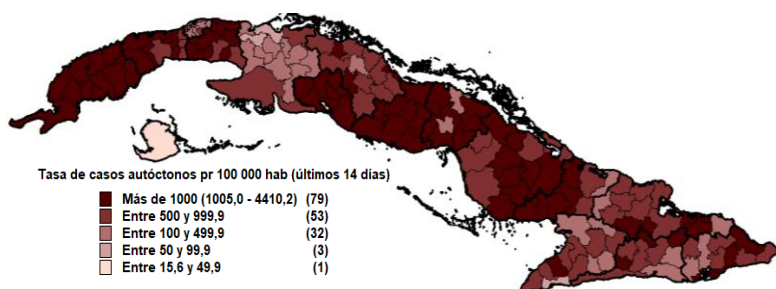 Tasa de casos autóctonos pr 100 000 hab (últimos 14 días)
Más de 1000 (1005,0 - 4410,2) (79)
Entre 500 y 999,9 (53)
Entre 100 y 499,9 (32)
Entre 50 y 99,9 (3)
Entre 15,6 y 49,9 (1)